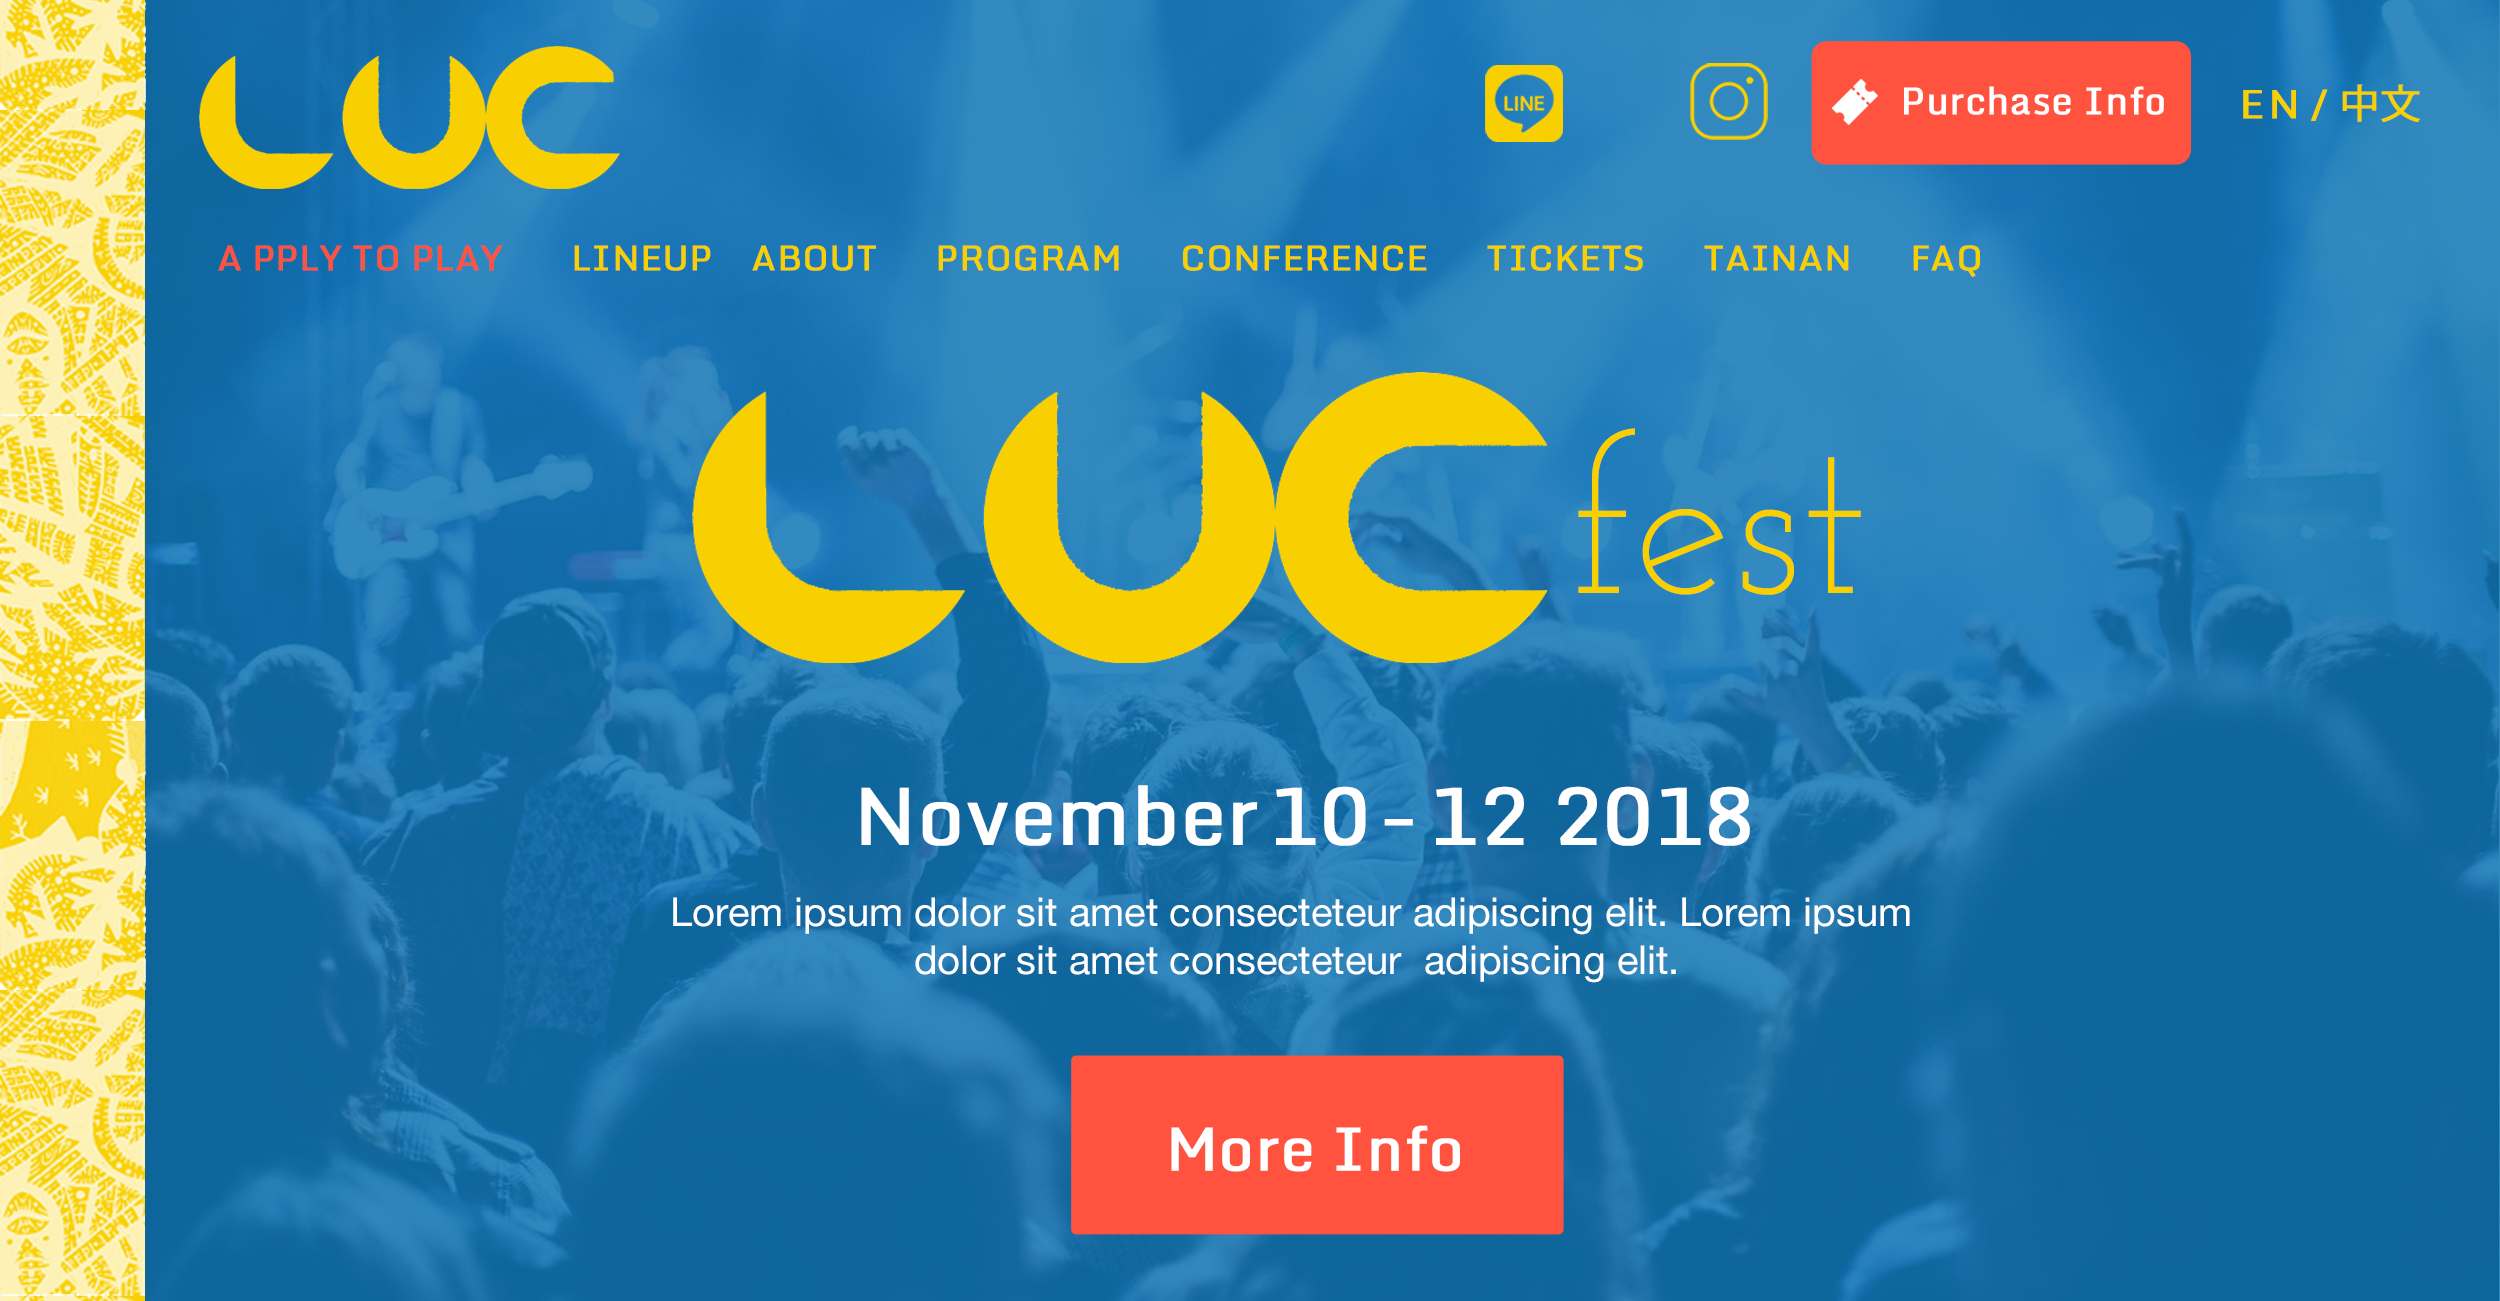 LUC
LINE
Purchase Info
EN / 中文
A PPLY TO PLAY LINEUP ABOUT PROGRAM CONFERENCE TICKETS TAINAN FAQ
LUC fest
November 10 – 12 2018
Lorem ipsum dolor sit amet consecteteur adipiscing elit. Lorem ipsum
dolor sit amet consecteteur  adipiscing elit.
More Info